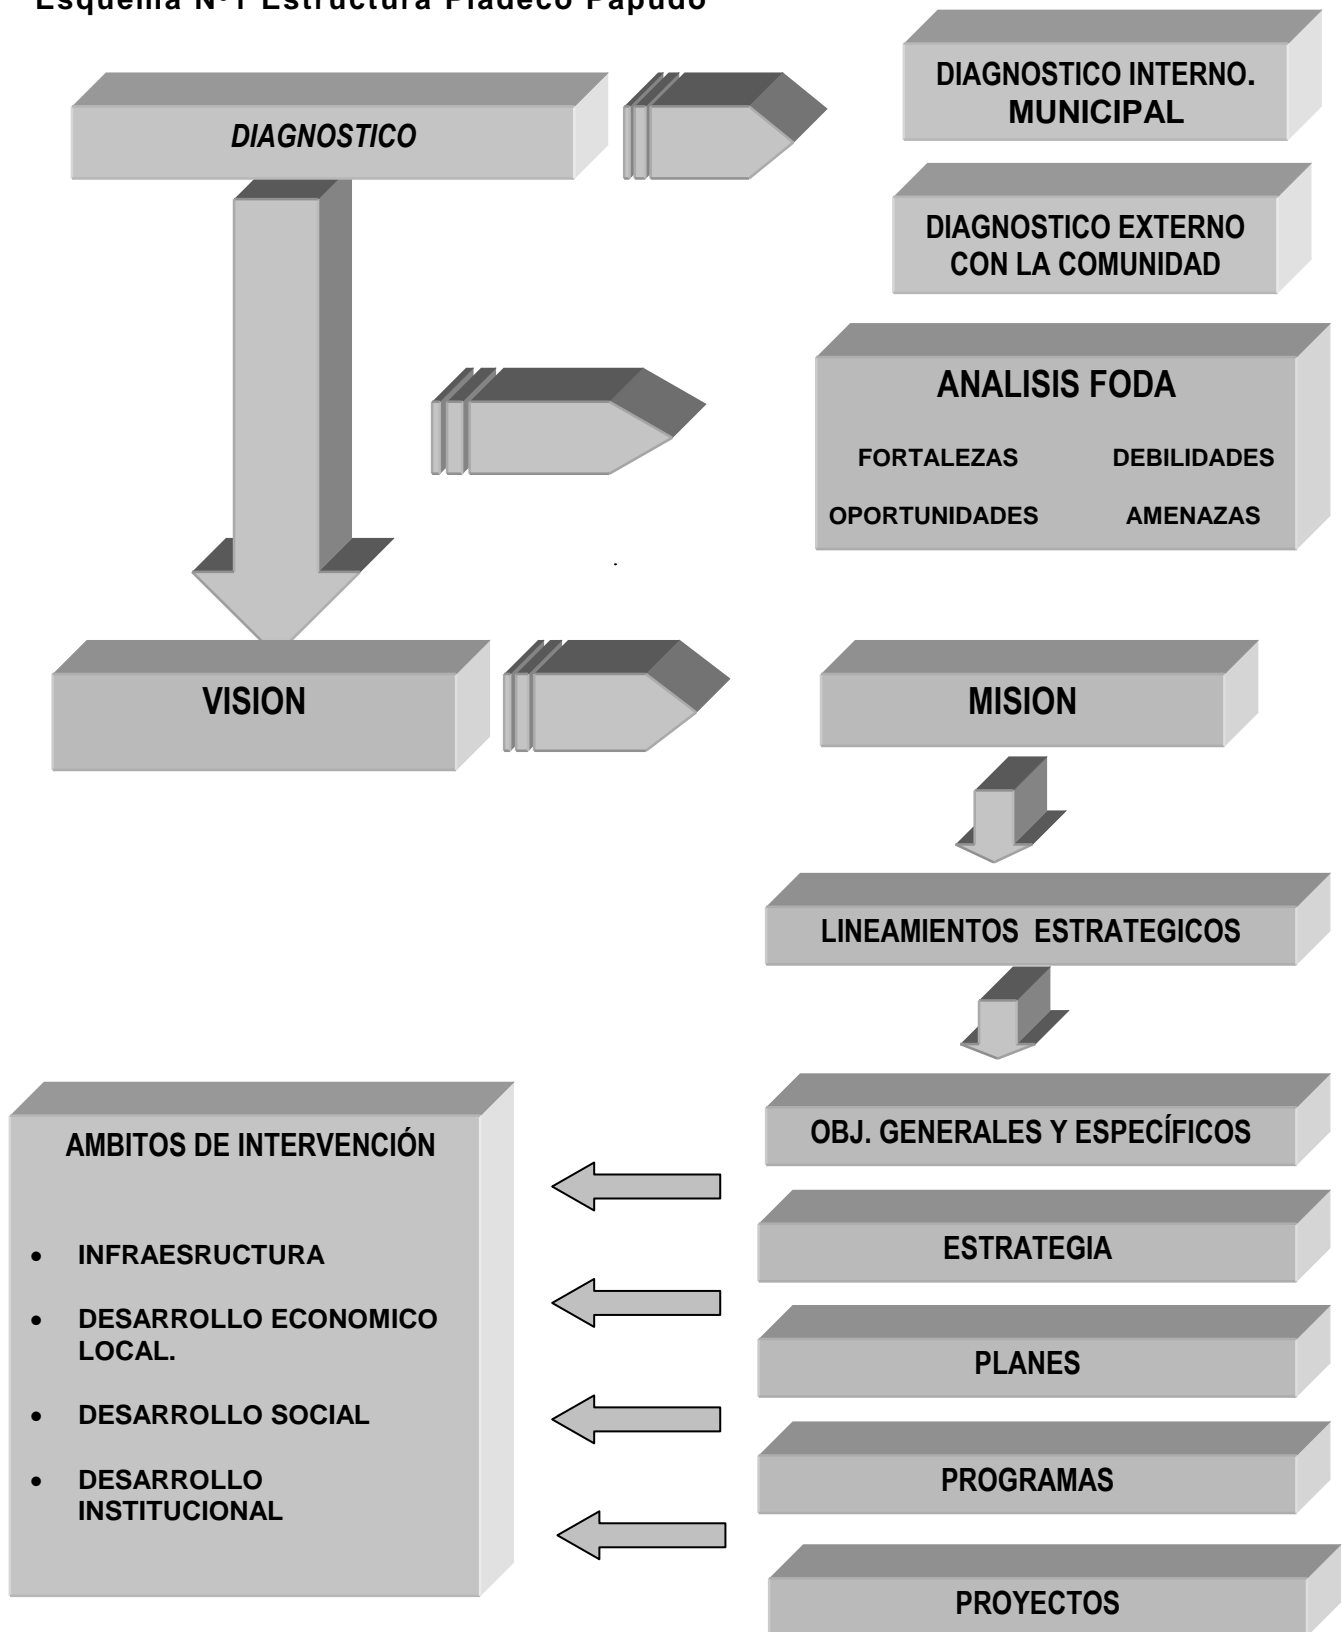 Esquema Nº1 Estructura Pladeco Papudo
DIAGNOSTICO
DIAGNOSTICO INTERNO.
MUNICIPAL
DIAGNOSTICO EXTERNO
CON LA COMUNIDAD
ANALISIS FODA
FORTALEZAS DEBILIDADES
OPORTUNIDADES AMENAZAS
.
VISION
MISION
LINEAMIENTOS ESTRATEGICOS
OBJ. GENERALES Y ESPECÍFICOS
ESTRATEGIA
PLANES
PROGRAMAS
PROYECTOS
AMBITOS DE INTERVENCIÓN
• INFRAESRUCTURA
• DESARROLLO ECONOMICO
LOCAL.
• DESARROLLO SOCIAL
• DESARROLLO
INSTITUCIONAL